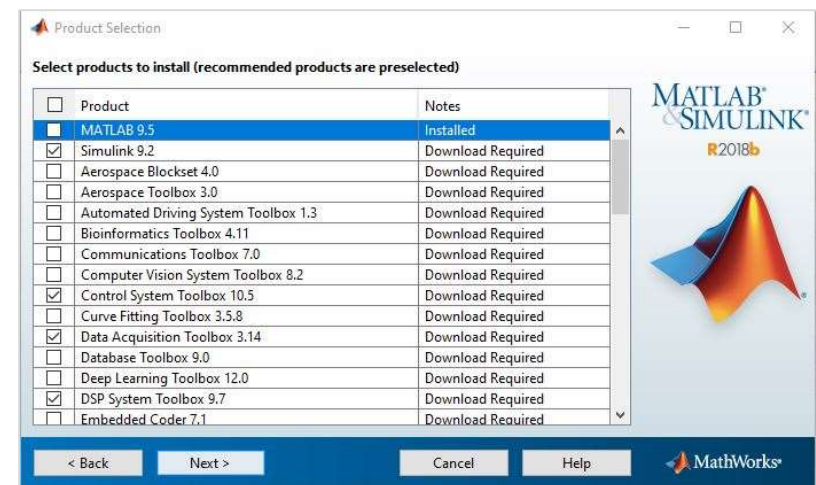 Product Selection
Select products to install (recommended products are preselected)
Product Notes
MATLAB 9.5 Installed
Simulink 9.2 Download Required
Aerospace Blockset 4.0 Download Required
Aerospace Toolbox 3.0 Download Required
Automated Driving System Toolbox 1.3 Download Required
Bioinformatics Toolbox 4.11 Download Required
Communications Toolbox 7.0 Download Required
Computer Vision System Toolbox 8.2 Download Required
Control System Toolbox 10.5 Download Required
Curve Fitting Toolbox 3.5.8 Download Required
Data Acquisition Toolbox 3.14 Download Required
Database Toolbox 9.0 Download Required
Deep Learning Toolbox 12.0 Download Required
DSP System Toolbox 9.7 Download Required
Embedded Coder 7.1 Download Required
MATLAB®
&SIMULINK®
R2018b
< Back Next > Cancel Help MathWorks®